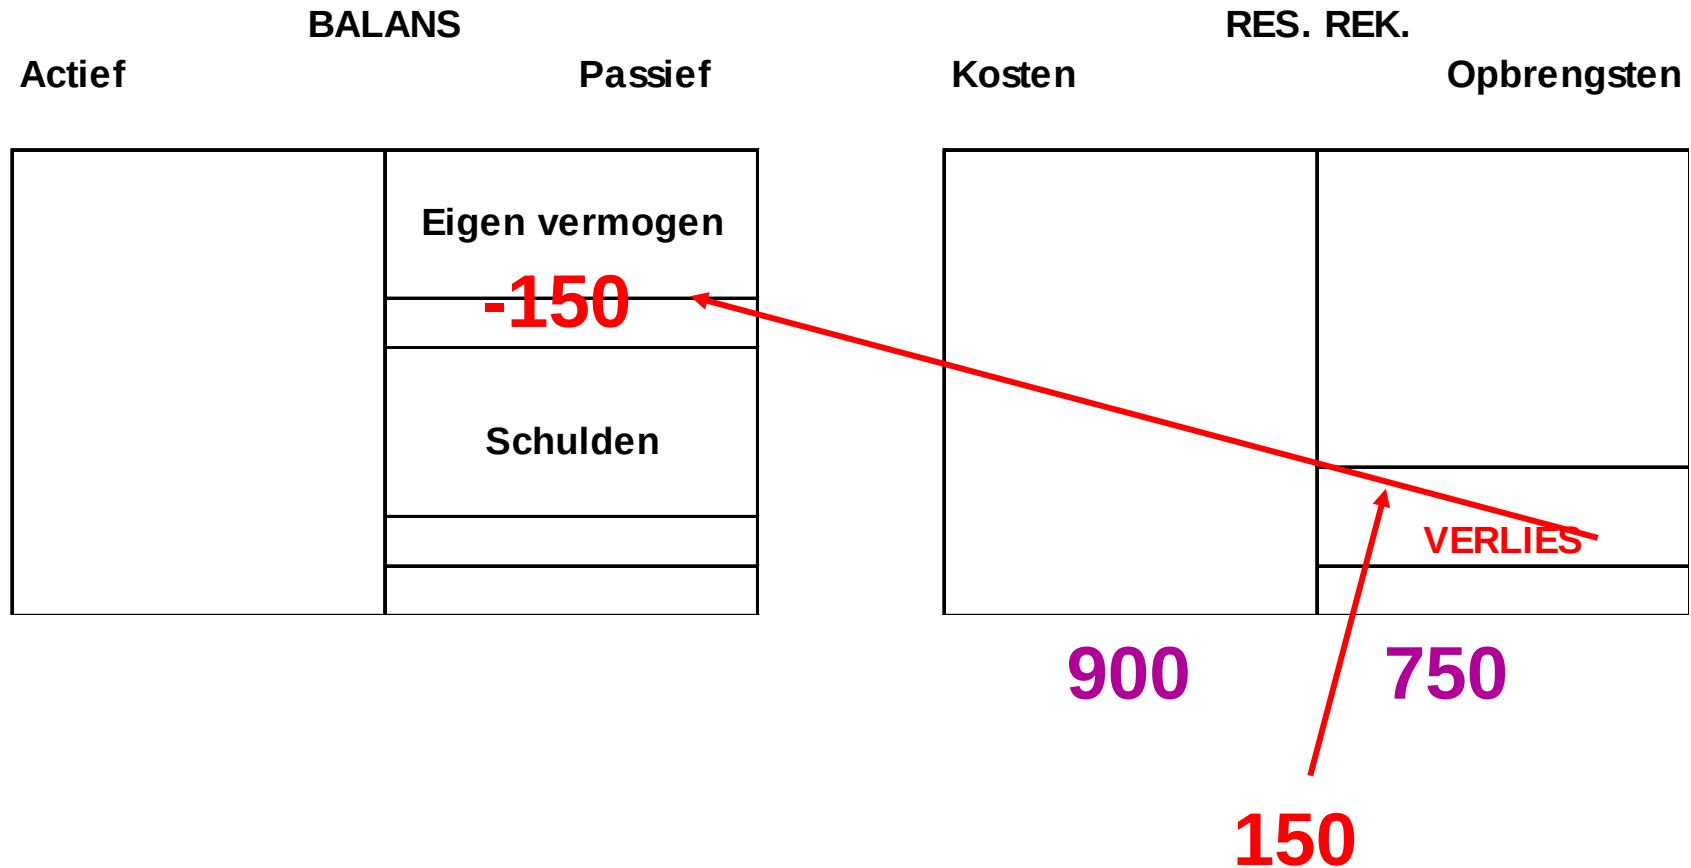 BALANS
RES. REK.
Actief
Passief
Kosten
Opbrengsten
Eigen vermogen
-150
Schulden
VERLIES
900
750
150